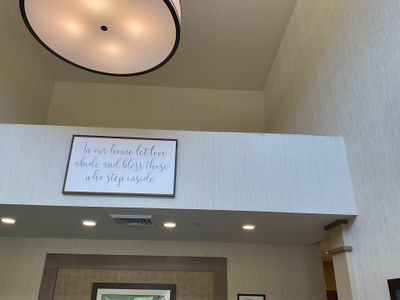 In our home let love
abide and bless those
who step inside